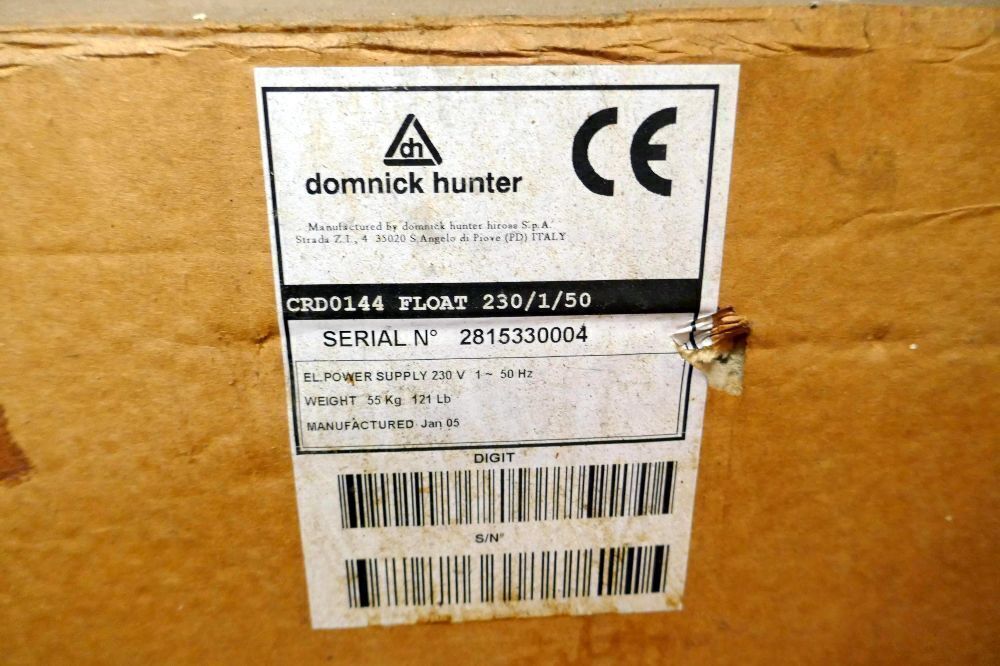 dh
CE
domnick hunter
Manufactured by domnick hunter hiross S.p.A.
Strada Z.I., 4 35020 S.Angelo di Piove (PD) ITALY
CRD0144 FLOAT 230/1/50
SERIAL N° 2815330004
EL.POWER SUPPLY 230 V 1 ~ 50 Hz
WEIGHT 55 Kg 121 Lb
MANUFACTURED Jan 05
DIGIT
S/N°